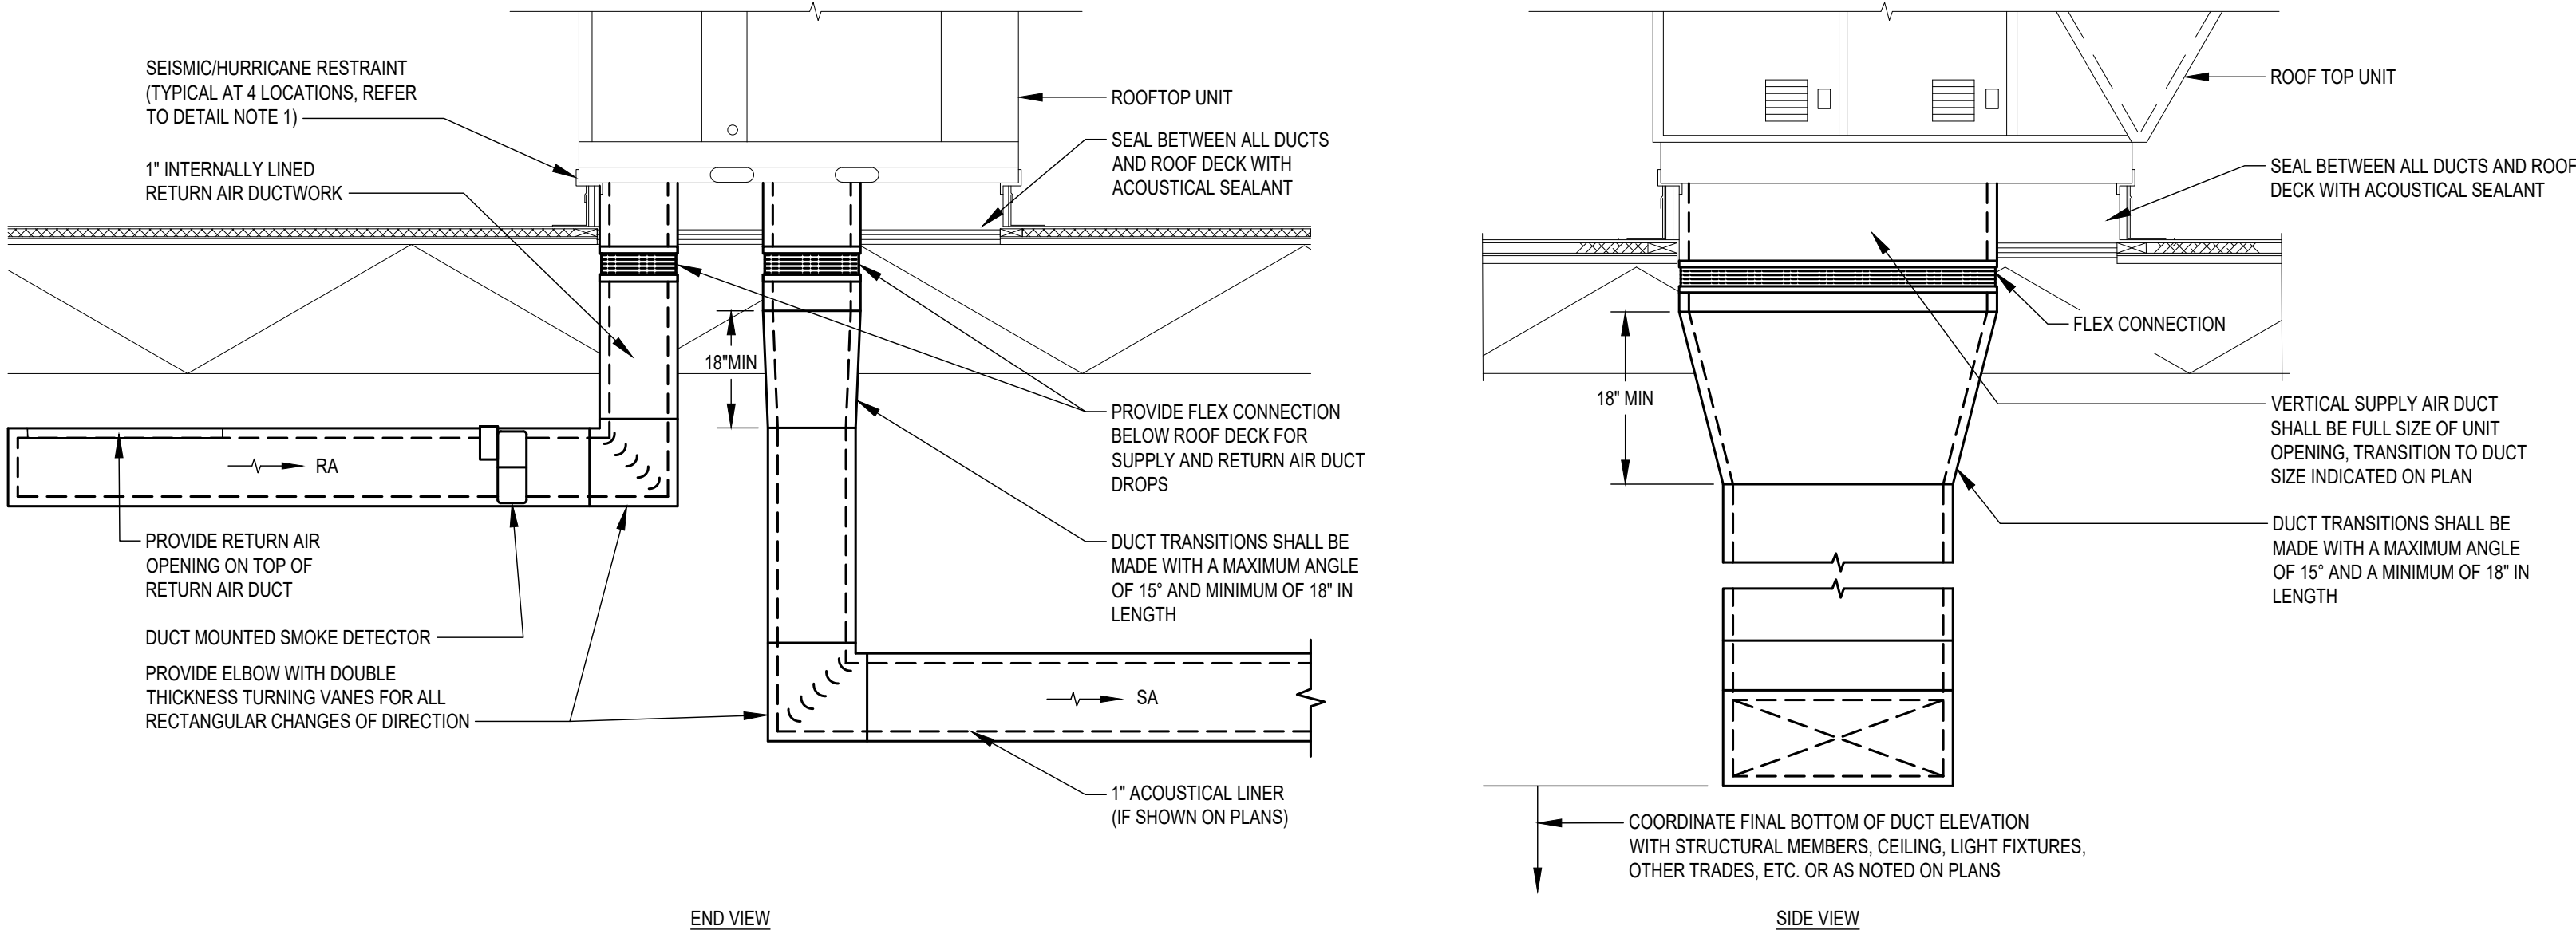 SEISMIC/HURRICANE RESTRAINT
(TYPICAL AT 4 LOCATIONS, REFER
TO DETAIL NOTE 1)
1" INTERNALLY LINED
RETURN AIR DUCTWORK
ROOFTOP UNIT
SEAL BETWEEN ALL DUCTS
AND ROOF DECK WITH
ACOUSTICAL SEALANT
18"MIN
RA
PROVIDE RETURN AIR
OPENING ON TOP OF
RETURN AIR DUCT
DUCT MOUNTED SMOKE DETECTOR
PROVIDE ELBOW WITH DOUBLE
THICKNESS TURNING VANES FOR ALL
RECTANGULAR CHANGES OF DIRECTION
PROVIDE FLEX CONNECTION
BELOW ROOF DECK FOR
SUPPLY AND RETURN AIR DUCT
DROPS
DUCT TRANSITIONS SHALL BE
MADE WITH A MAXIMUM ANGLE
OF 15° AND MINIMUM OF 18" IN
LENGTH
SA
1" ACOUSTICAL LINER
(IF SHOWN ON PLANS)
END VIEW
ROOF TOP UNIT
SEAL BETWEEN ALL DUCTS AND ROOF
DECK WITH ACOUSTICAL SEALANT
FLEX CONNECTION
18" MIN
VERTICAL SUPPLY AIR DUCT
SHALL BE FULL SIZE OF UNIT
OPENING, TRANSITION TO DUCT
SIZE INDICATED ON PLAN
DUCT TRANSITIONS SHALL BE
MADE WITH A MAXIMUM ANGLE
OF 15° AND A MINIMUM OF 18" IN
LENGTH
COORDINATE FINAL BOTTOM OF DUCT ELEVATION
WITH STRUCTURAL MEMBERS, CEILING, LIGHT FIXTURES,
OTHER TRADES, ETC. OR AS NOTED ON PLANS
SIDE VIEW